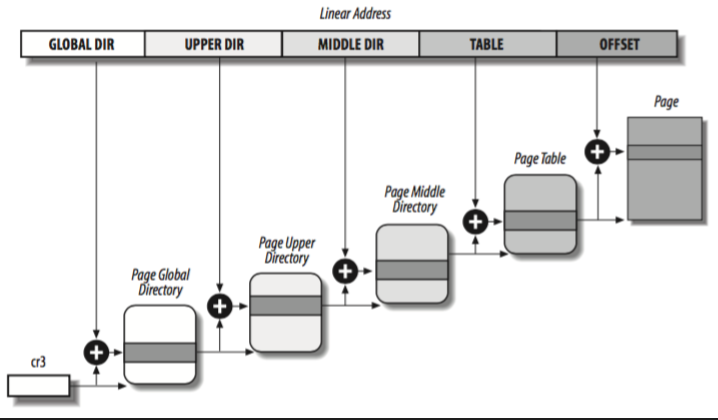 Linear Address
GLOBAL DIR
UPPER DIR
MIDDLE DIR
TABLE
OFFSET
Page
Page Table
Page Middle
Directory
Page Upper
Directory
Page Global
Directory
cr3